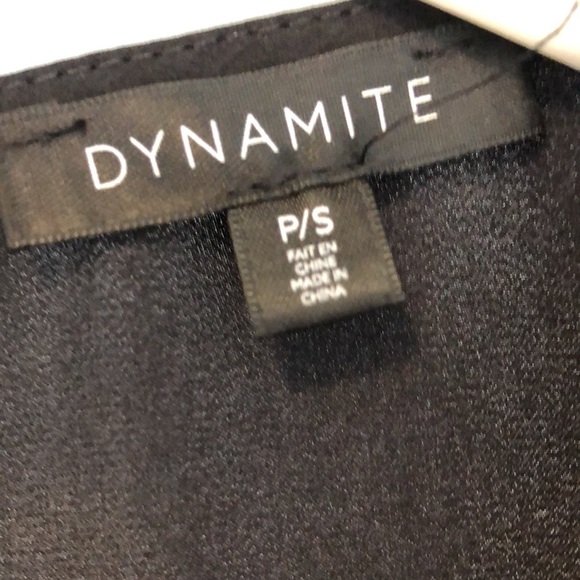 DYNAMITE
P/S
FAIT EN
CHINE
MADE IN
CHINA